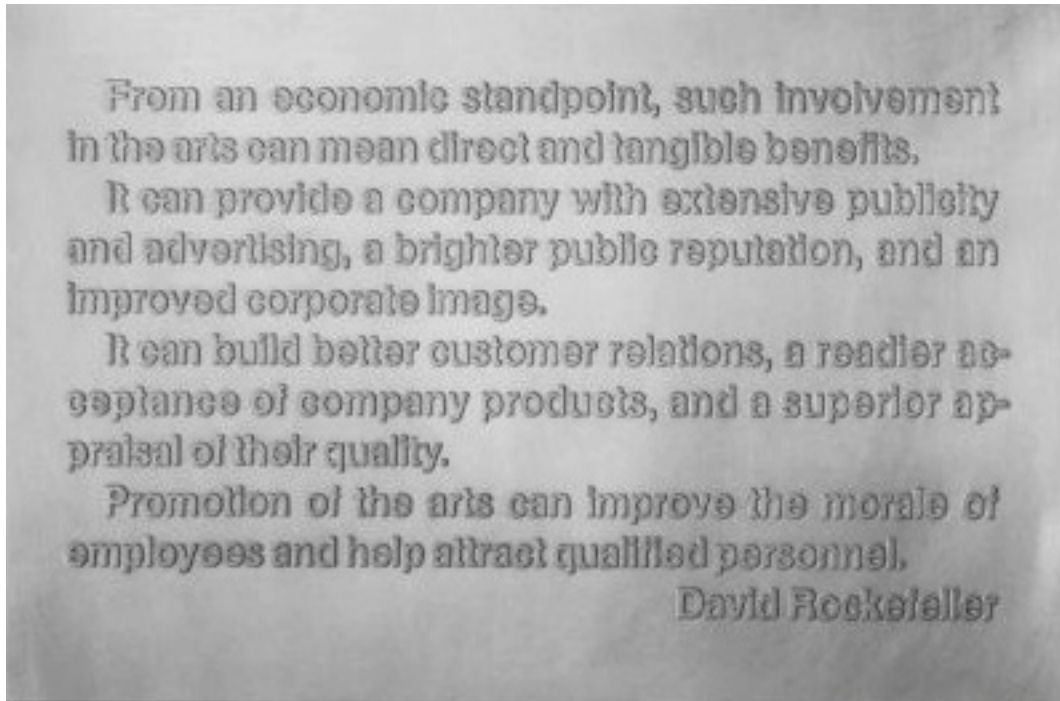 From an economic standpoint, such involvement
in the arts can mean direct and tangible benefits.
It can provide a company with extensive publicity
and advertising, a brighter public reputation, and an
improved corporate image.
It can build better customer relations, a readier ac-
ceptance of company products, and a superior ap-
praisal of their quality.
Promotion of the arts can improve the morale of
employees and help attract qualified personnel.
David Rockefeller